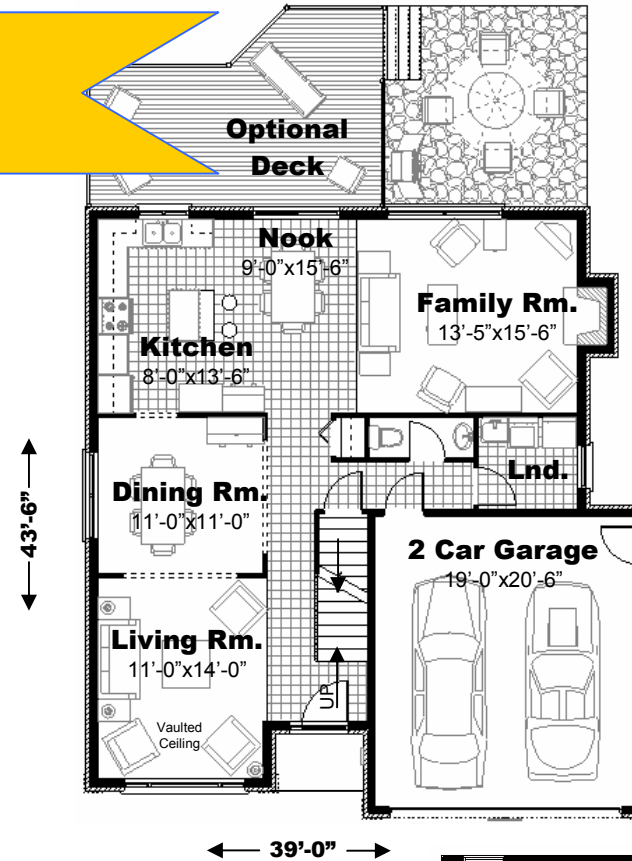 Optional
Deck
Nook
9'-0"x15'-6"
Family Rm.
13'-5"x15'-6"
Kitchen
8'-0"x13'-6"
Dining Rm.
11'-0"x11'-0"
Lnd.
43'-6"
2 Car Garage
19'-0"x20'-6"
Living Rm.
11'-0"x14'-0"
UP
Vaulted
Ceiling
39'-0"